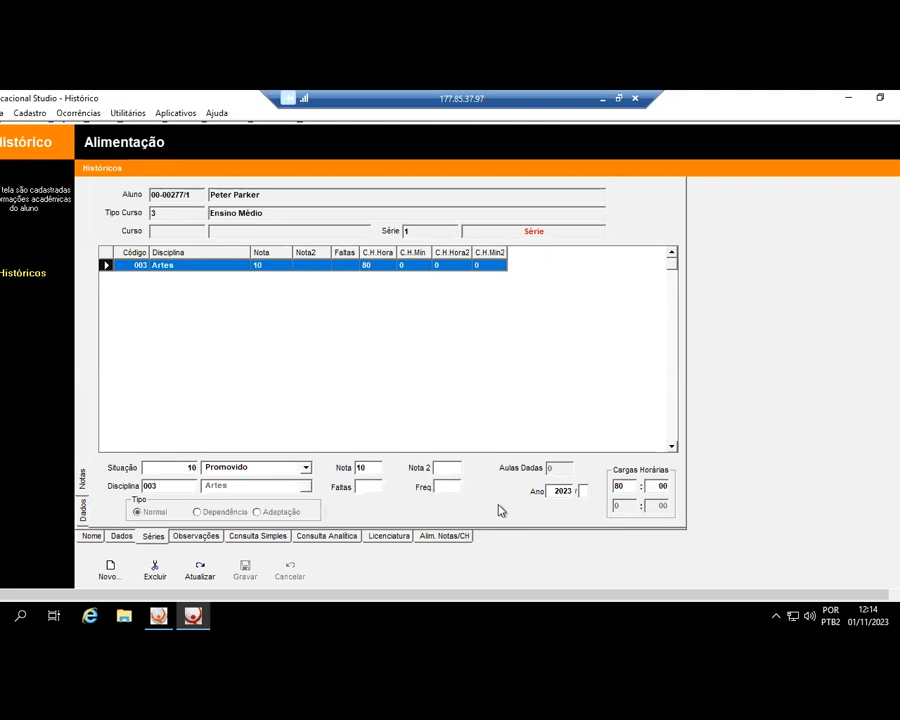 cacional Studio - Histórico
177.85.37.97
a Cadastro Ocorrências Utilitários Aplicativos Ajuda
istórico Alimentação
Históricos
tela são cadastradas
ormações acadêmicas
do aluno
Históricos
Aluno 00-00277/1 Peter Parker
Tipo Curso 3 Ensino Médio
Curso Série 1 Série
Código Disciplina Nota Nota2 Faltas C.H.Hora C.H.Min C.H.Hora2 C.H.Min2
003 Artes 10 80 0 0 0
Notas
Dados
Situação 10 Promovido Nota 10 Nota 2 Aulas Dadas 0 Cargas Horárias
Disciplina 003 Artes Faltas Freq. Ano 2023 / 80 : 00
Tipo 0 : 00
Normal Dependência Adaptação
Nome Dados Séries Observações Consulta Simples Consulta Analítica Licenciatura Alim. Notas/CH
Novo... Excluir Atualizar Gravar Cancelar
POR 12:14
PTB2 01/11/2023